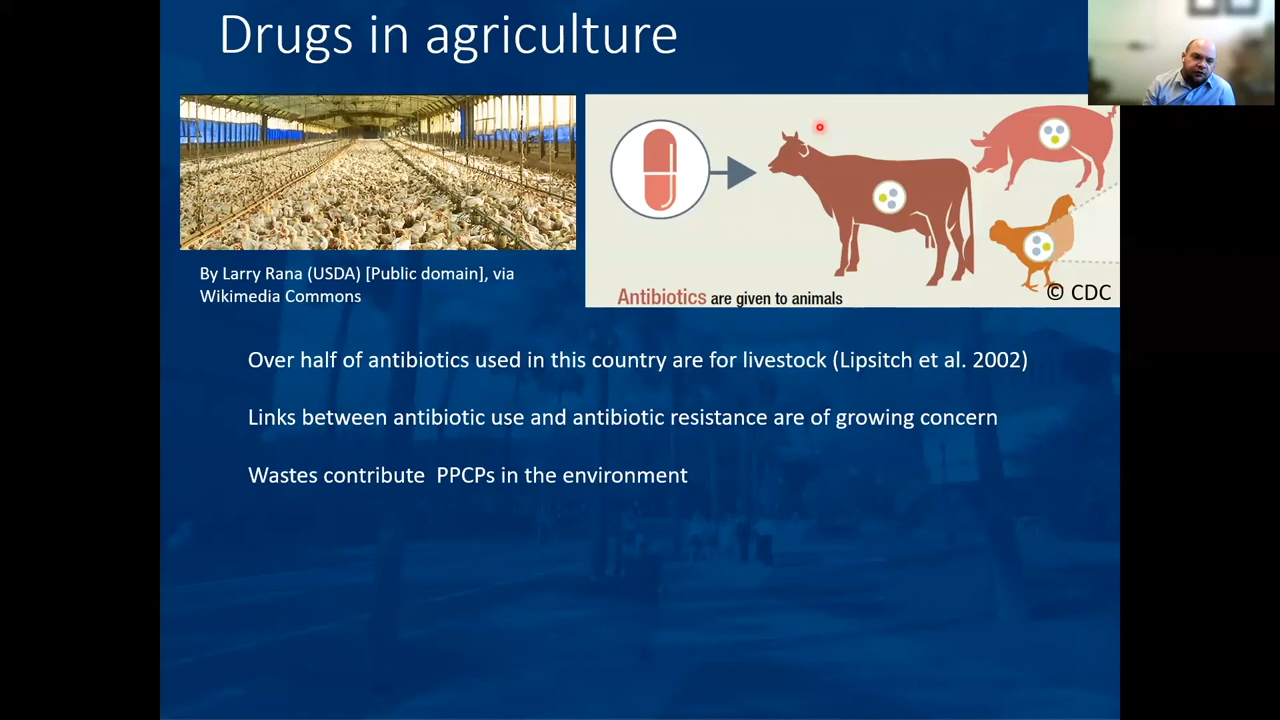 Drugs in agriculture
By Larry Rana (USDA) [Public domain], via
Wikimedia Commons
Antibiotics are given to animals
© CDC
Over half of antibiotics used in this country are for livestock (Lipsitch et al. 2002)
Links between antibiotic use and antibiotic resistance are of growing concern
Wastes contribute  PPCPs in the environment